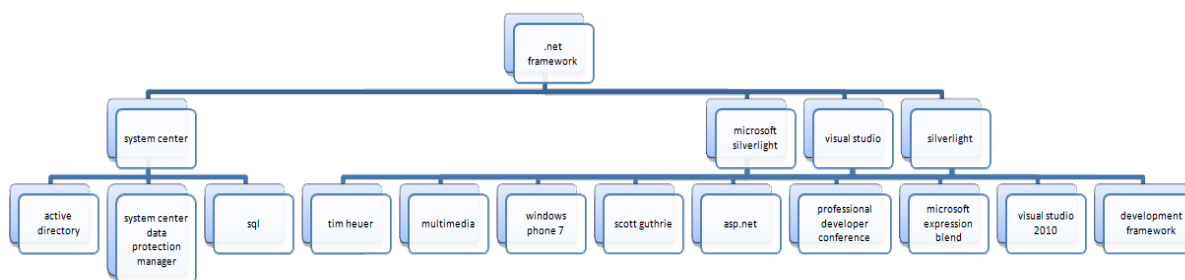 .net
framework
system center
microsoft
silverlight
visual studio
silverlight
active
directory
system center
data
protection
manager
sql
tim heuer
multimedia
windows
phone 7
scott guthrie
asp.net
professional
developer
conference
microsoft
expression
blend
visual studio
2010
development
framework